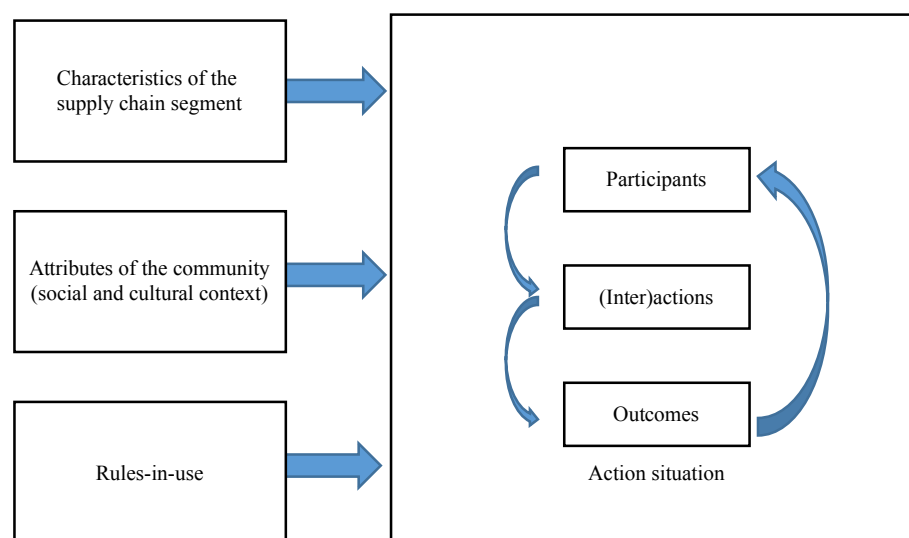 Characteristics of the
supply chain segment
Attributes of the community
(social and cultural context)
Rules-in-use
Participants
(Inter)actions
Outcomes
Action situation